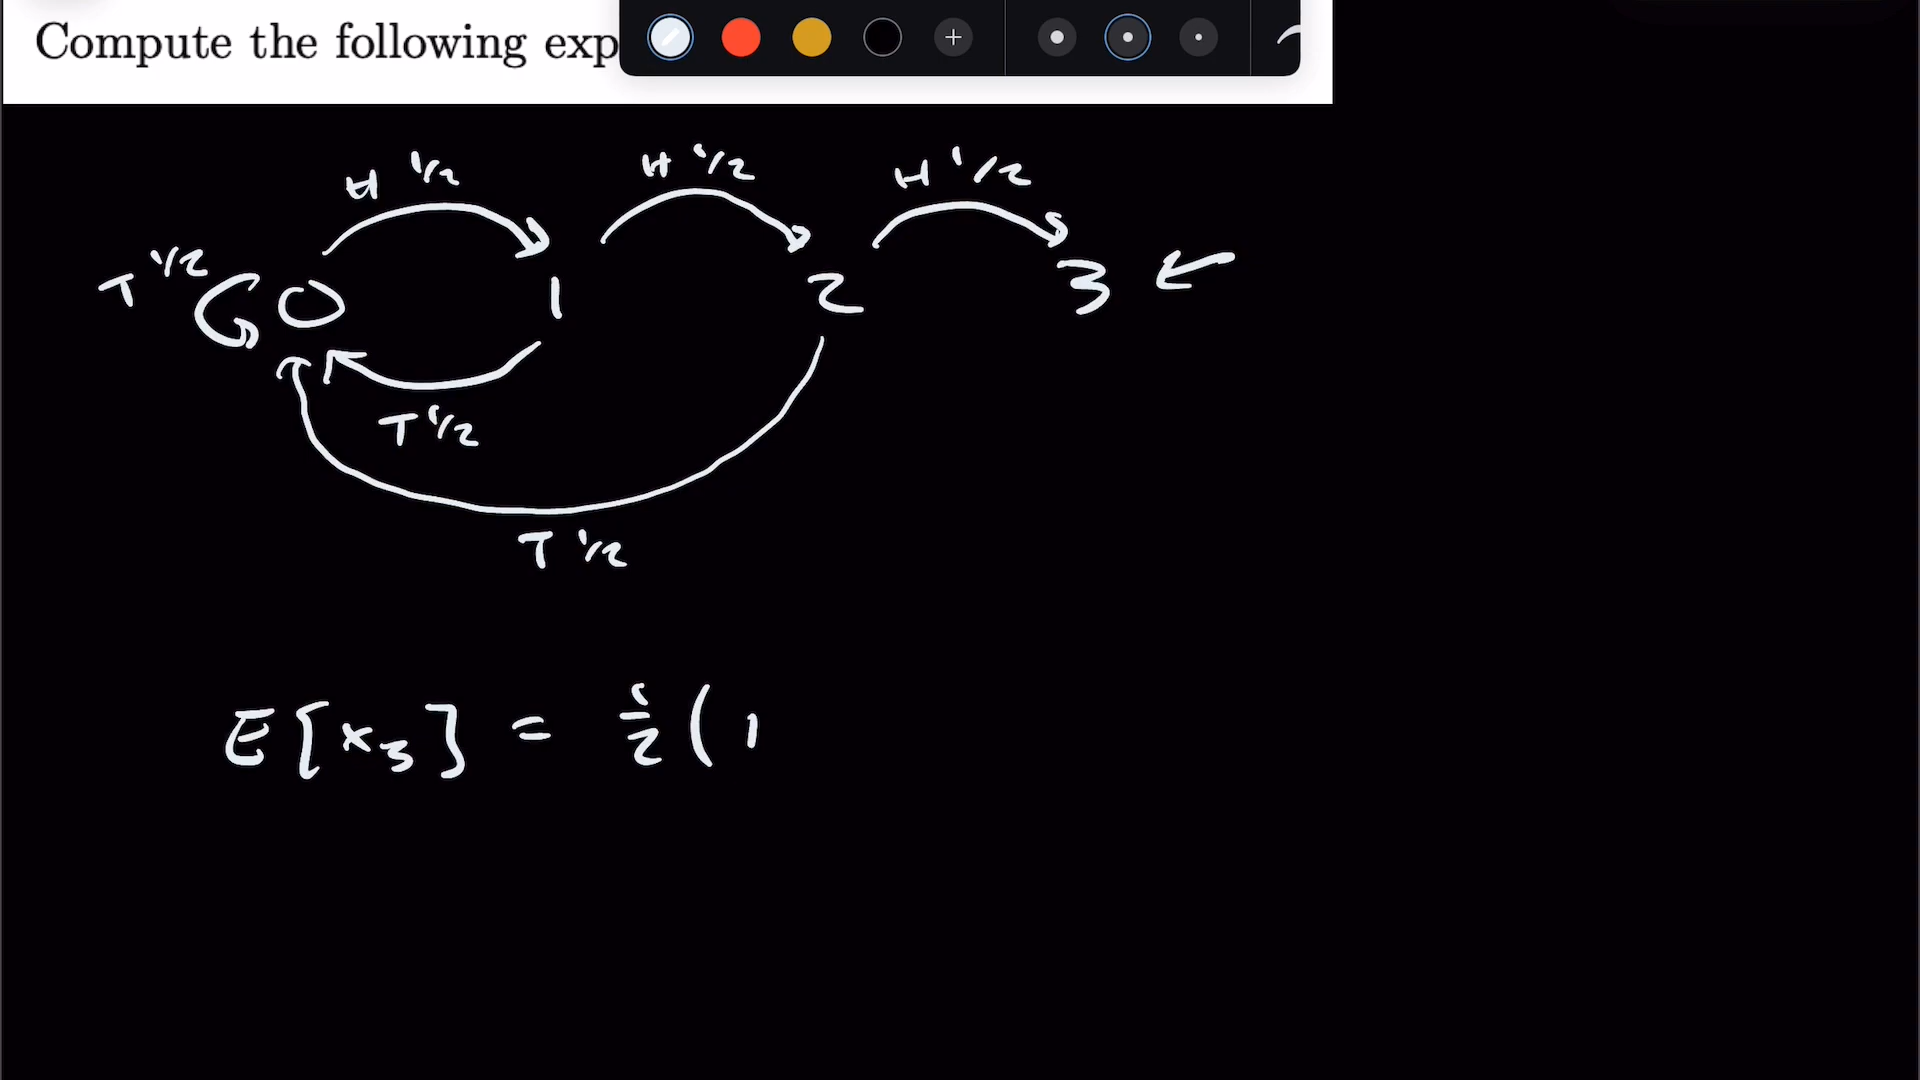 Compute the following exp
H 1/2 H 1/2 H 1/2
T 1/2 0 1 2 3
T 1/2
T 1/2
E[x₃] = 1/2 ( 1